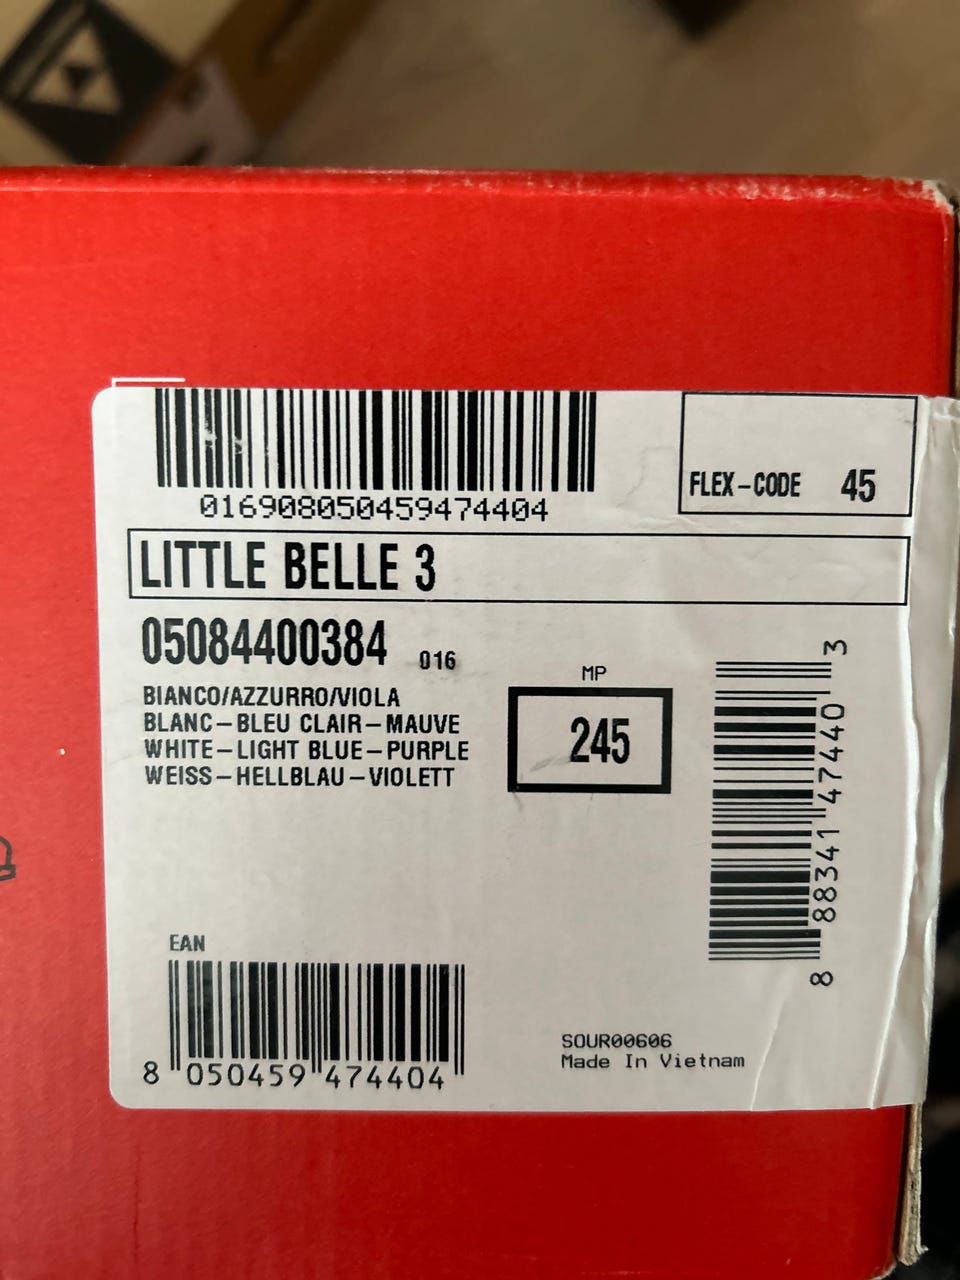 016908050459474404
FLEX-CODE 45
LITTLE BELLE 3
05084400384 016
BIANCO/AZZURRO/VIOLA
BLANC-BLEU CLAIR-MAUVE
WHITE-LIGHT BLUE-PURPLE
WEISS-HELLBLAU-VIOLETT
MP
245
8 88341 47440 3
EAN
8 050459 474404
SOUR00606
Made In Vietnam